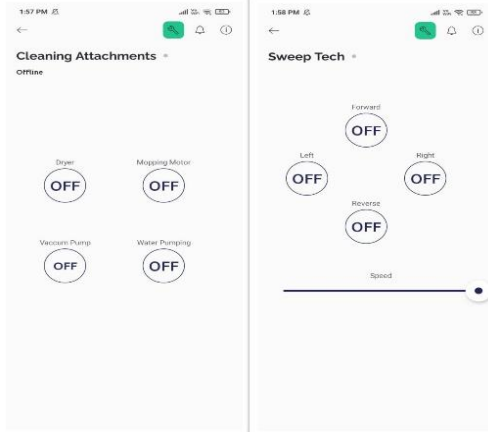 1:57 PM
Cleaning Attachments
Offline
Dryer
Mopping Motor
OFF
OFF
Vaccum Pump
Water Pumping
OFF
OFF
1:58 PM
Sweep Tech
Forward
OFF
Left
Right
OFF
OFF
Reverse
OFF
Speed